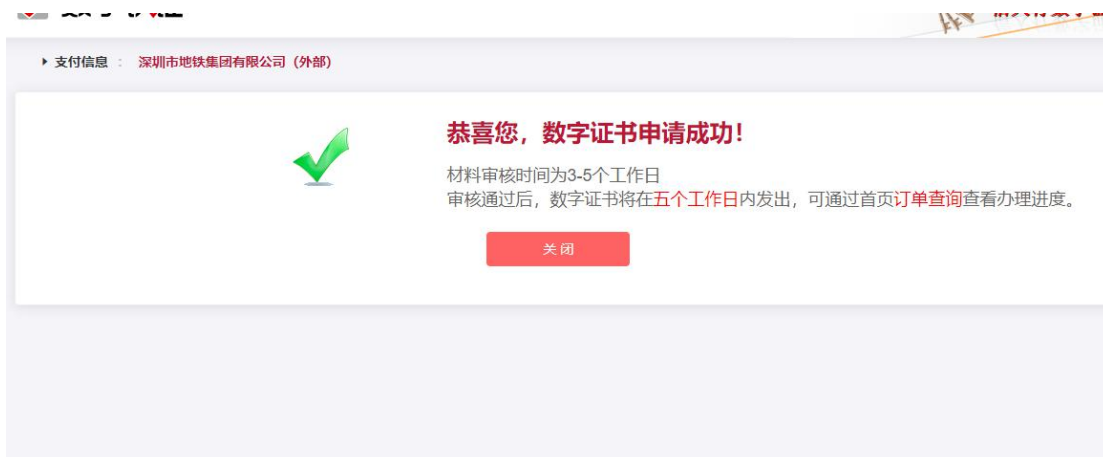 支付信息 : 深圳市地铁集团有限公司（外部）
恭喜您，数字证书申请成功！
材料审核时间为3-5个工作日
审核通过后，数字证书将在五个工作日内发出，可通过首页订单查询查看办理进度。
关闭